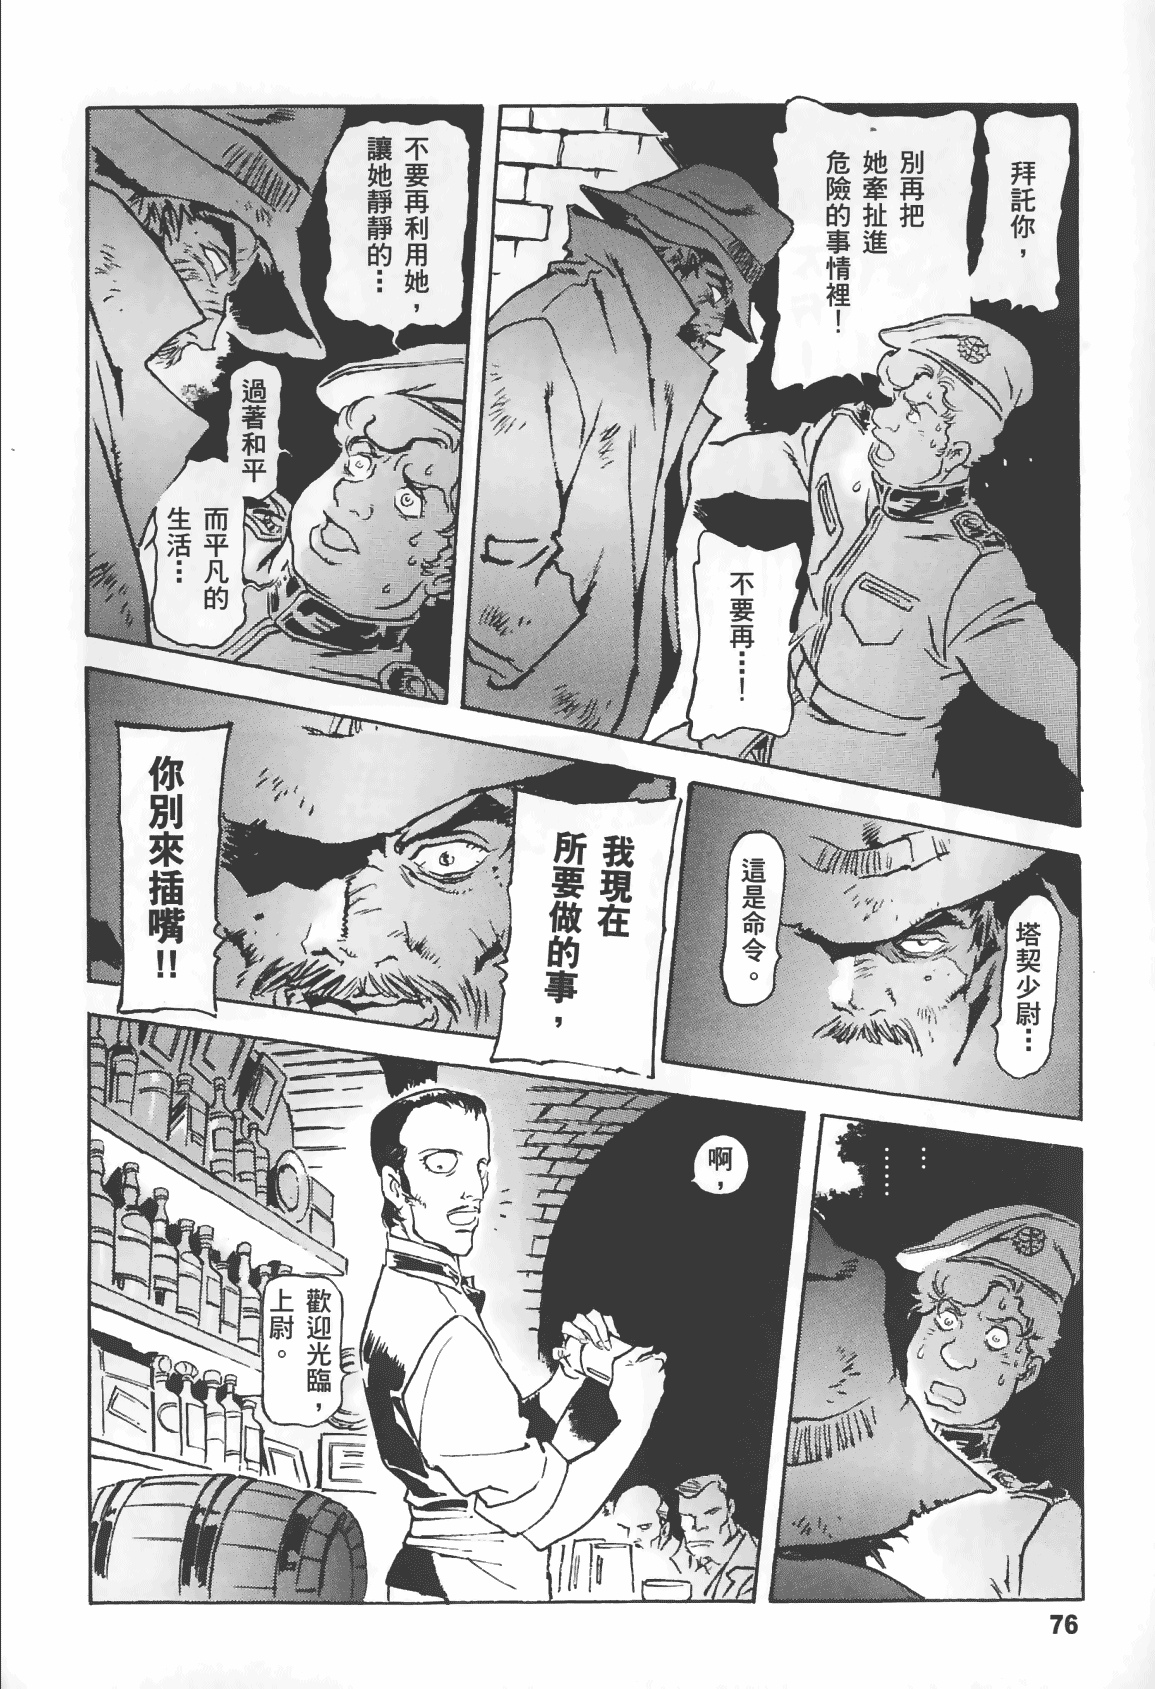 拜託你，
別再把
她牽扯進
危險的事情裡！
不要再…！
不要再利用她，
讓她靜靜的…
過著和平
而平凡的
生活…
塔契少尉…
這是命令。
我現在
所要做的事，
你別來插嘴!!
……
……
啊，
歡迎光臨，
上尉。
76